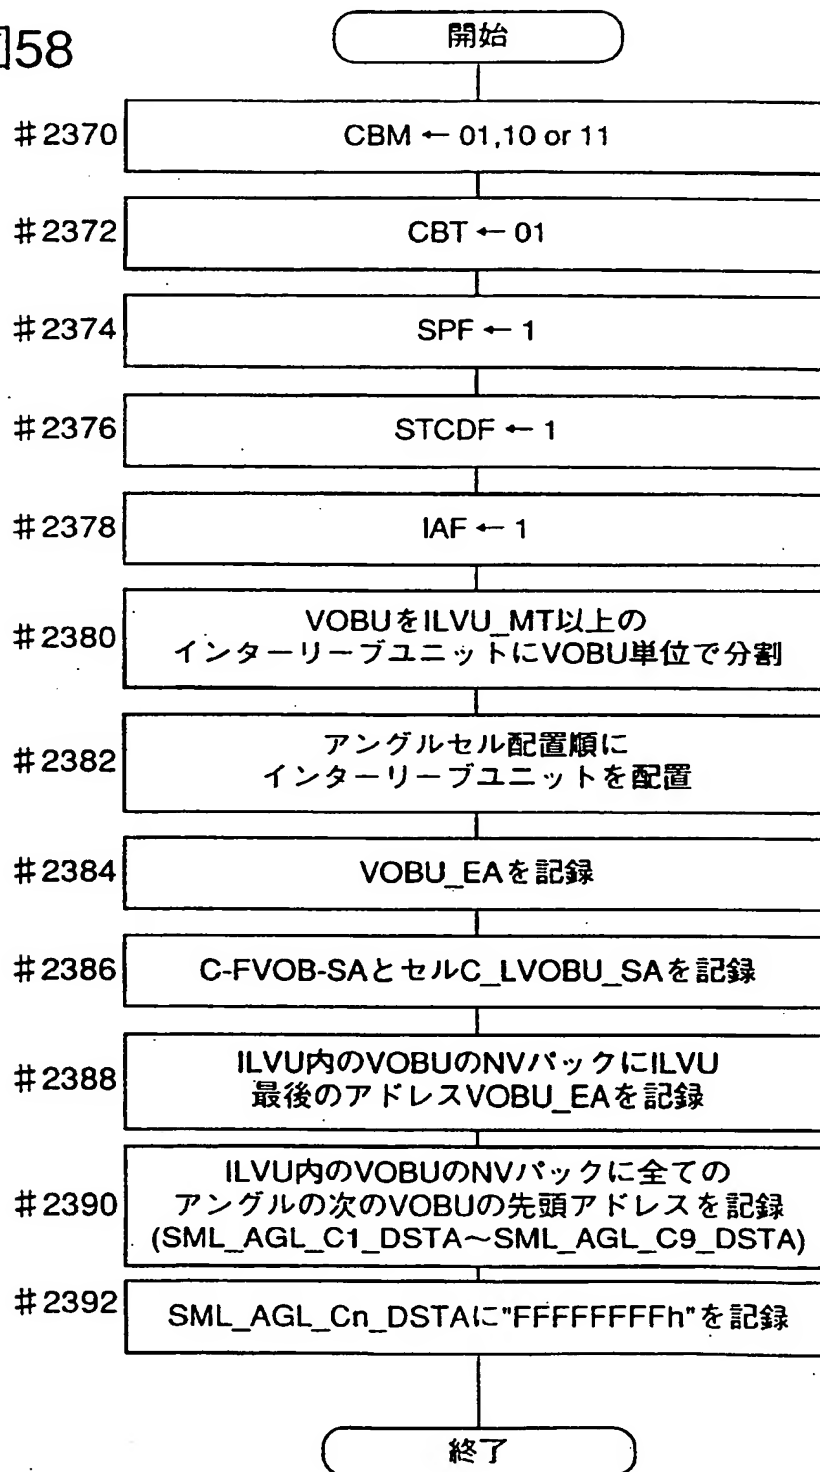 図58
開始
#2370
CBM ← 01,10 or 11
#2372
CBT ← 01
#2374
SPF ← 1
#2376
STCDF ← 1
#2378
IAF ← 1
#2380
VOBUをILVU_MT以上の
インターリーブユニットにVOBU単位で分割
#2382
アングルセル配置順に
インターリーブユニットを配置
#2384
VOBU_EAを記録
#2386
C-FVOB-SAとセルC_LVOBU_SAを記録
#2388
ILVU内のVOBUのNVパックにILVU
最後のアドレスVOBU_EAを記録
#2390
ILVU内のVOBUのNVパックに全ての
アングルの次のVOBUの先頭アドレスを記録
(SML_AGL_C1_DSTA~SML_AGL_C9_DSTA)
#2392
SML_AGL_Cn_DSTAに"FFFFFFFFh"を記録
終了